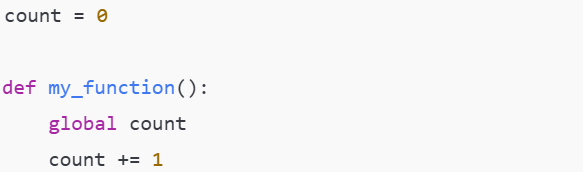 count = 0
def my_function():
    global count
    count += 1